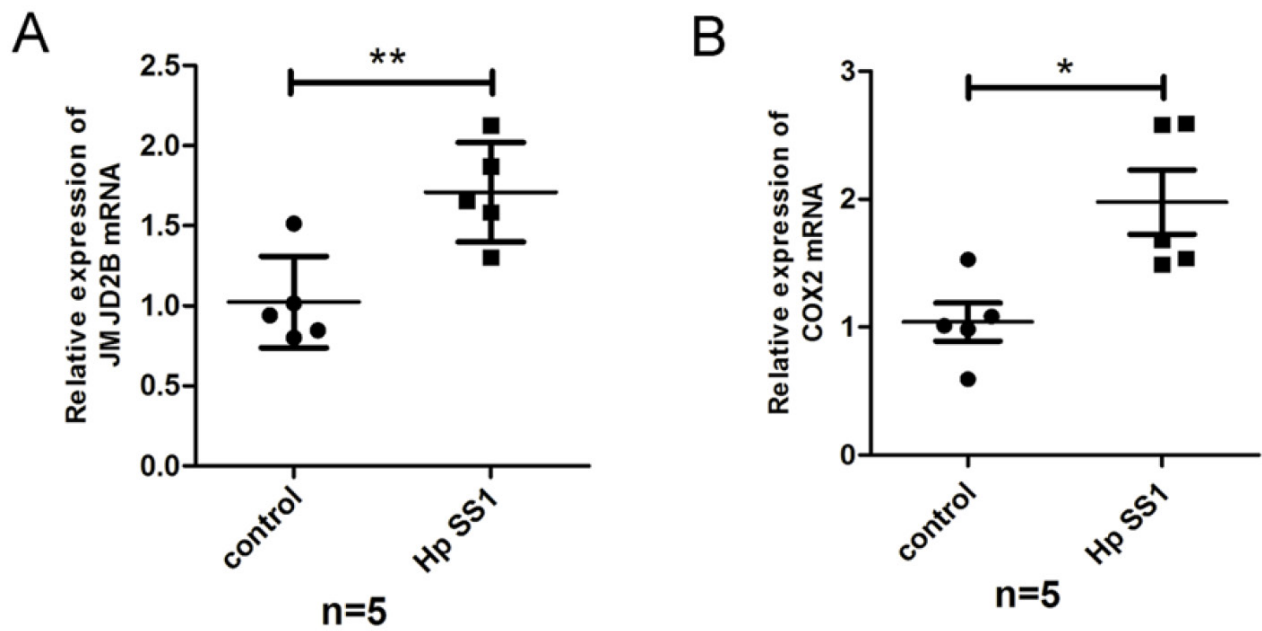 A
Relative expression of
JMJD2B mRNA
2.5
2.0
1.5
1.0
0.5
0.0
**
control
Hp SS1
n=5
B
Relative expression of
COX2 mRNA
3
2
1
0
*
control
Hp SS1
n=5